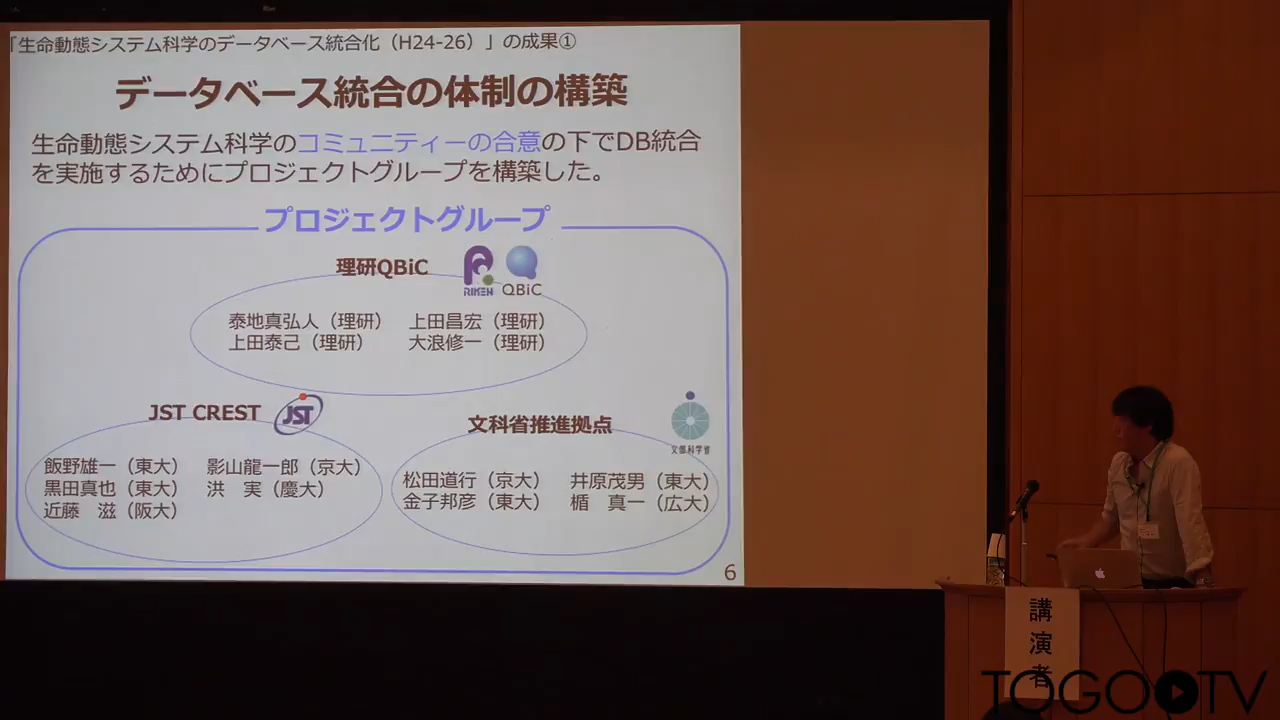 「生命動態システム科学のデータベース統合化（H24-26）」の成果①
データベース統合の体制の構築
生命動態システム科学のコミュニティーの合意の下でDB統合
を実施するためにプロジェクトグループを構築した。
プロジェクトグループ
理研QBiC
RIKEN QBiC
泰地真弘人（理研） 上田昌宏（理研）
上田泰己（理研） 大浪修一（理研）
JST CREST JST
飯野雄一（東大） 影山龍一郎（京大）
黒田真也（東大） 洪　実（慶大）
近藤　滋（阪大）
文科省推進拠点
文部科学省
松田道行（京大） 井原茂男（東大）
金子邦彦（東大） 楯　真一（広大）
6
講演者
TOGOTV